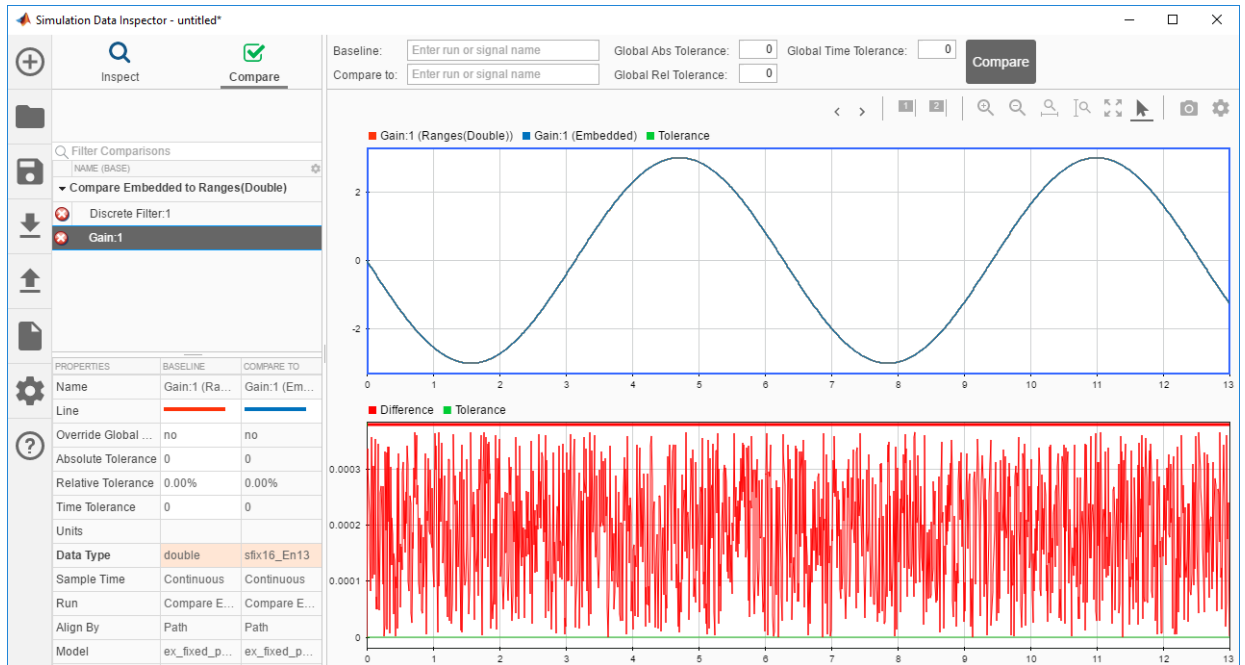 Simulation Data Inspector - untitled*
Inspect
Compare
Baseline: Enter run or signal name Global Abs Tolerance: 0 Global Time Tolerance: 0
Compare to: Enter run or signal name Global Rel Tolerance: 0
Compare
1 2
Filter Comparisons
NAME (BASE)
Compare Embedded to Ranges(Double)
Discrete Filter:1
Gain:1
PROPERTIES BASELINE COMPARE TO
Name Gain:1 (Ra... Gain:1 (Em...
Line
Override Global ... no no
Absolute Tolerance 0 0
Relative Tolerance 0.00% 0.00%
Time Tolerance 0 0
Units
Data Type double sfix16_En13
Sample Time Continuous Continuous
Run Compare E... Compare E...
Align By Path Path
Model ex_fixed_p... ex_fixed_p...
Gain:1 (Ranges(Double)) Gain:1 (Embedded) Tolerance
2
0
-2
0 1 2 3 4 5 6 7 8 9 10 11 12 13
Difference Tolerance
0.0003
0.0002
0.0001
0
0 1 2 3 4 5 6 7 8 9 10 11 12 13